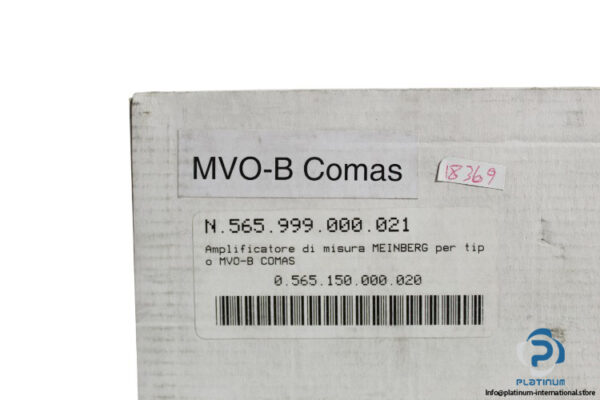 MVO-B Comas
18369
N.565.999.000.021
Amplificatore di misura MEINBERG per tip
o MVO-B COMAS
0.565.150.000.020
PLATINUM
Info@platinum-international.store